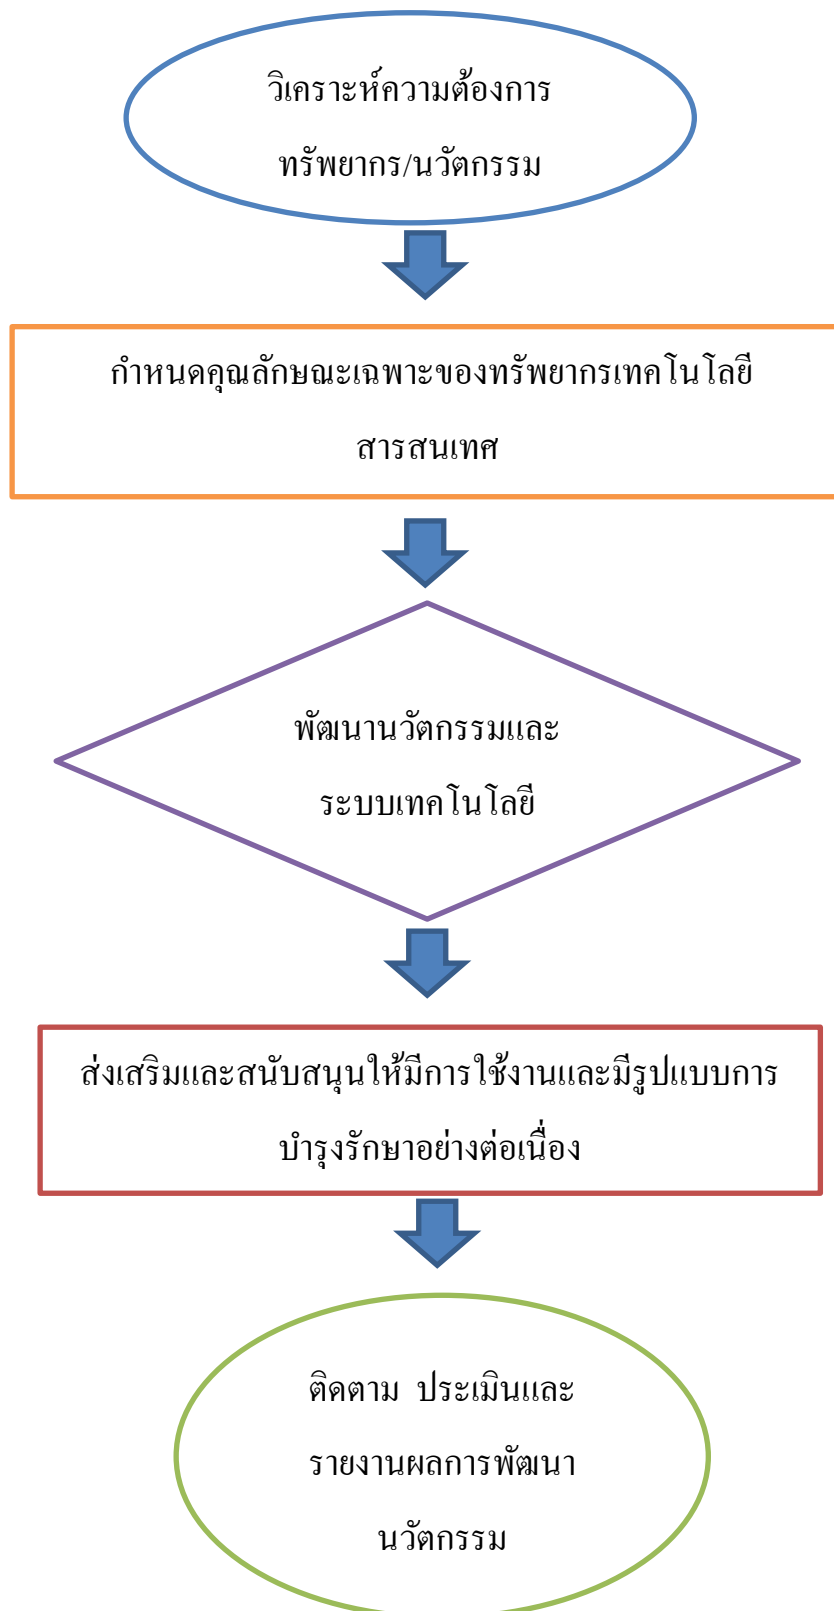 วิเคราะห์ความต้องการ
ทรัพยากร/นวัตกรรม
กำหนดคุณลักษณะเฉพาะของทรัพยากรเทคโนโลยี
สารสนเทศ
พัฒนานวัตกรรมและ
ระบบเทคโนโลยี
ส่งเสริมและสนับสนุนให้มีการใช้งานและมีรูปแบบการ
บำรุงรักษาอย่างต่อเนื่อง
ติดตาม ประเมินและ
รายงานผลการพัฒนา
นวัตกรรม